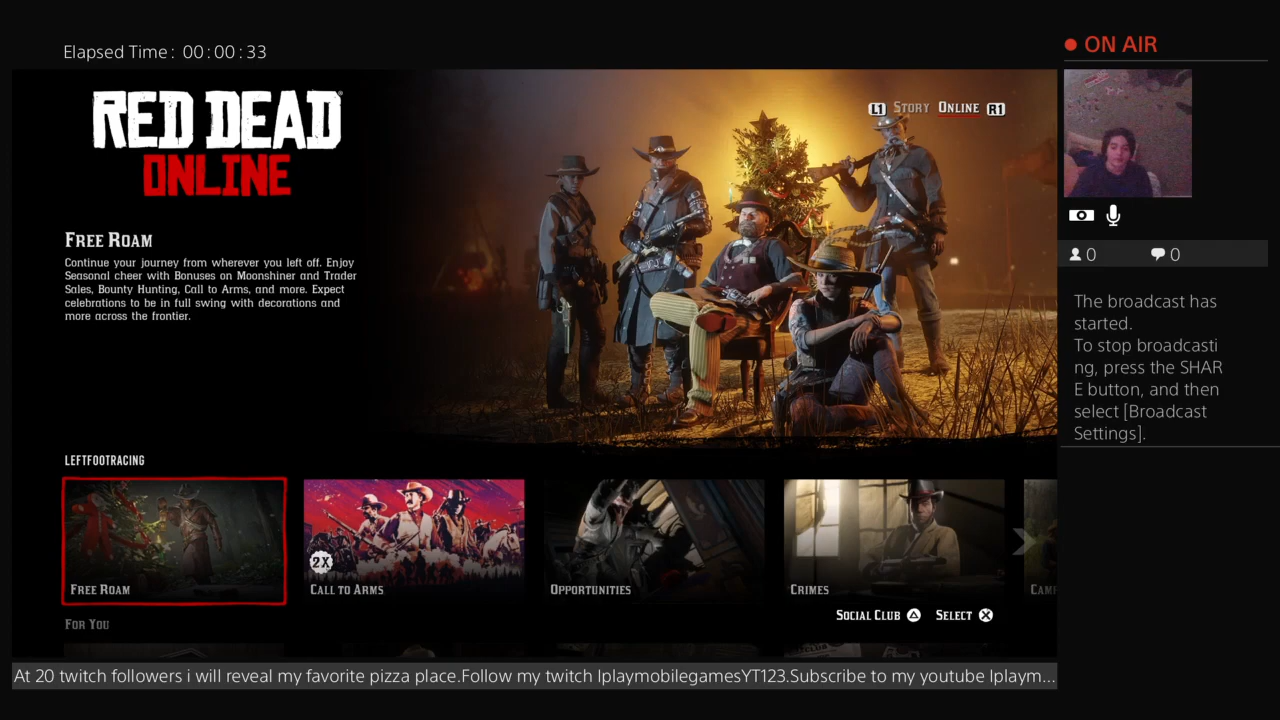 Elapsed Time: 00:00:33
ON AIR
RED DEAD
ONLINE
L1 STORY ONLINE R1
FREE ROAM
Continue your journey from wherever you left off. Enjoy
Seasonal cheer with Bonuses on Moonshiner and Trader
Sales, Bounty Hunting, Call to Arms, and more. Expect
celebrations to be in full swing with decorations and
more across the frontier.
0 0
The broadcast has
started.
To stop broadcasti
ng, press the SHAR
E button, and then
select [Broadcast
Settings].
LEFTFOOTRACING
FREE ROAM
2X
CALL TO ARMS
OPPORTUNITIES
CRIMES
CAM
SOCIAL CLUB SELECT
FOR YOU
At 20 twitch followers i will reveal my favorite pizza place.Follow my twitch IplaymobilegamesYT123.Subscribe to my youtube Iplaym...